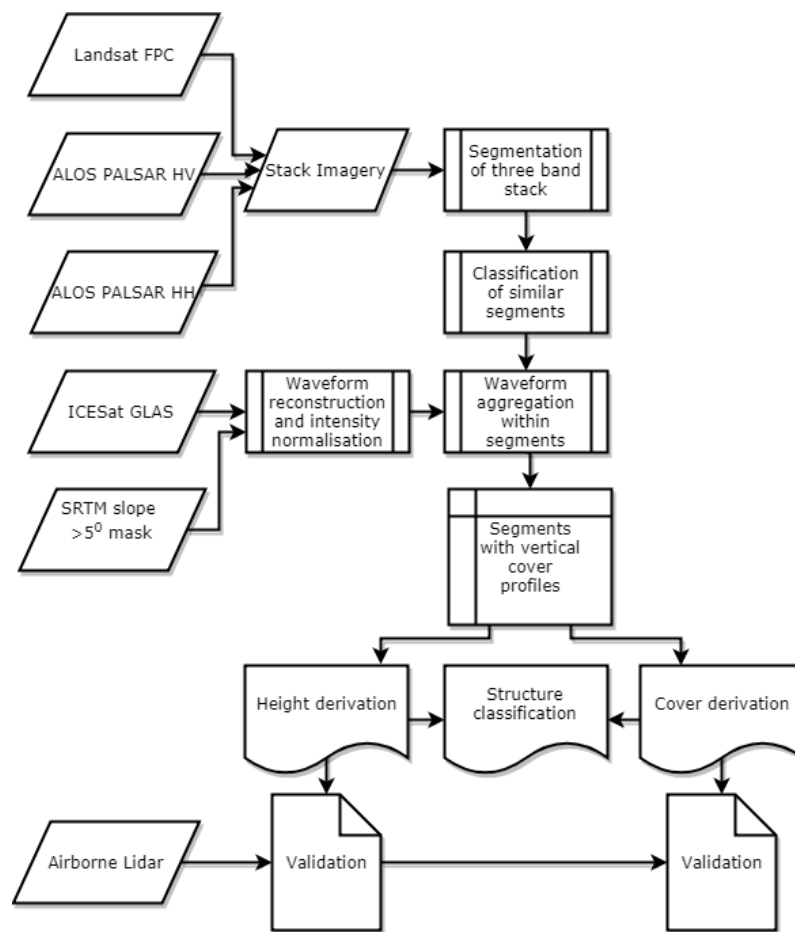 Landsat FPC
ALOS PALSAR HV
Stack Imagery
Segmentation
of three band
stack
ALOS PALSAR HH
Classification
of similar
segments
ICESat GLAS
Waveform
reconstruction
and intensity
normalisation
Waveform
aggregation
within
segments
SRTM slope
>5⁰ mask
Segments
with vertical
cover
profiles
Height derivation
Structure
classification
Cover derivation
Airborne Lidar
Validation
Validation